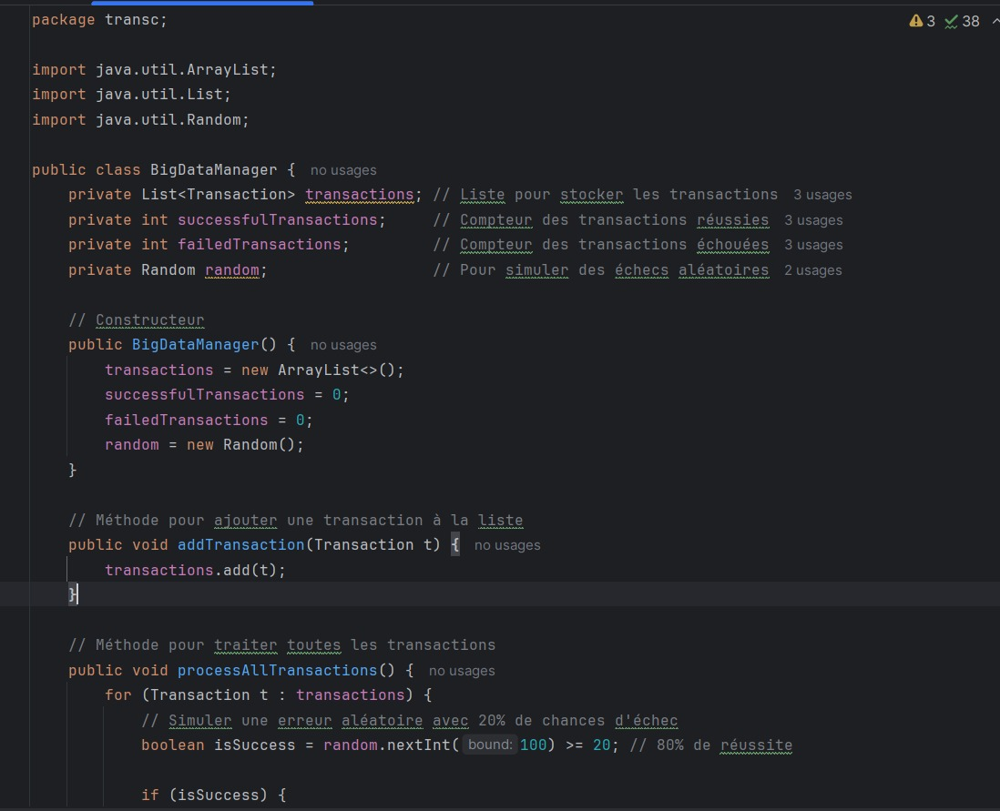 package transc;
3 38
import java.util.ArrayList;
import java.util.List;
import java.util.Random;
public class BigDataManager { no usages
private List<Transaction> transactions; // Liste pour stocker les transactions 3 usages
private int successfulTransactions; // Compteur des transactions réussies 3 usages
private int failedTransactions; // Compteur des transactions échouées 3 usages
private Random random; // Pour simuler des échecs aléatoires 2 usages
// Constructeur
public BigDataManager() { no usages
transactions = new ArrayList<>();
successfulTransactions = 0;
failedTransactions = 0;
random = new Random();
}
// Méthode pour ajouter une transaction à la liste
public void addTransaction(Transaction t) { no usages
transactions.add(t);
}
// Méthode pour traiter toutes les transactions
public void processAllTransactions() { no usages
for (Transaction t : transactions) {
// Simuler une erreur aléatoire avec 20% de chances d'échec
boolean isSuccess = random.nextInt( bound: 100) >= 20; // 80% de réussite
if (isSuccess) {